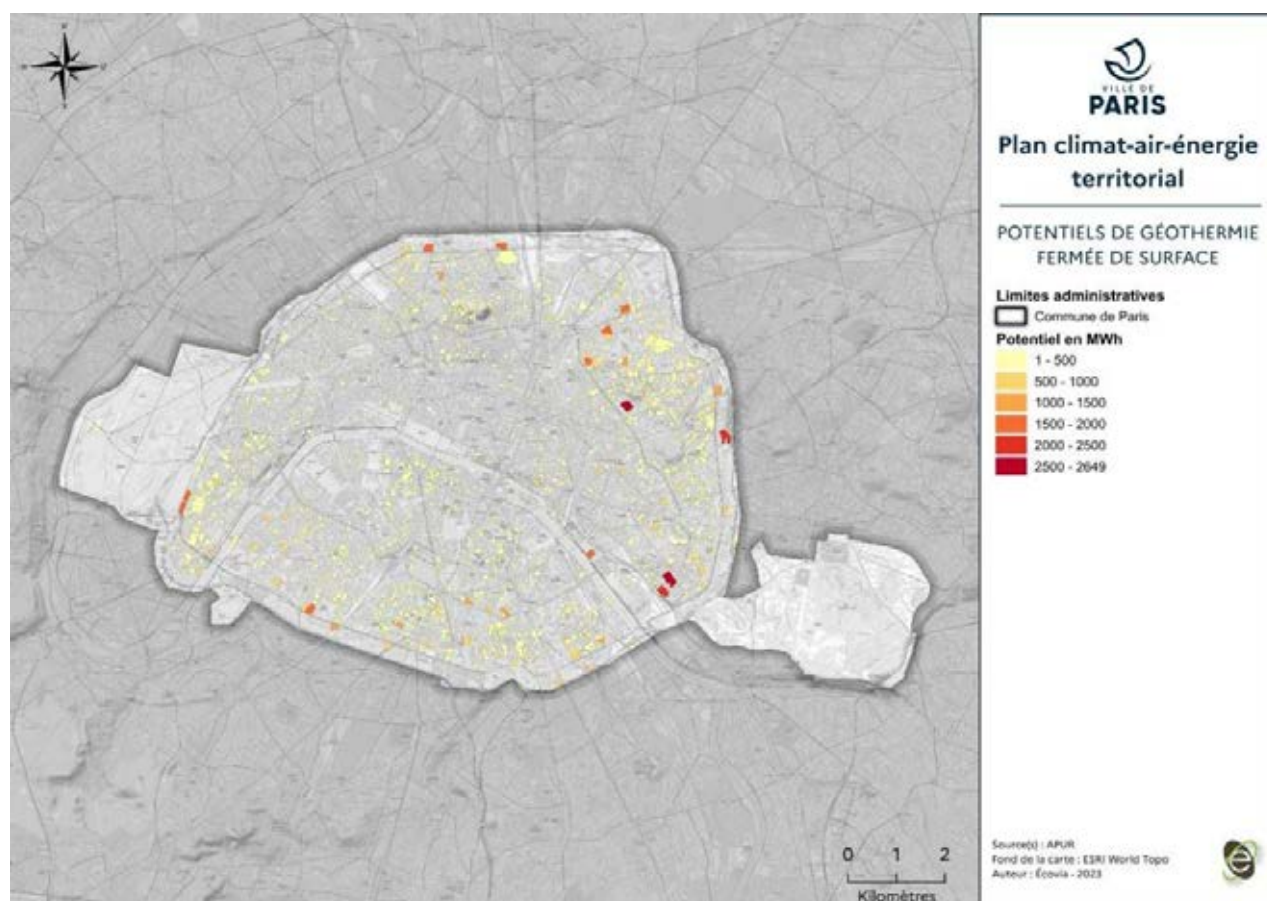 VILLE DE
PARIS
Plan climat-air-énergie
territorial
POTENTIELS DE GÉOTHERMIE
FERMÉE DE SURFACE
Limites administratives
Commune de Paris
Potentiel en MWh
1 - 500
500 - 1000
1000 - 1500
1500 - 2000
2000 - 2500
2500 - 2649
0 1 2
Kilomètres
Source(s) : APUR
Fond de la carte : ESRI World Topo
Auteur : Écovia - 2023